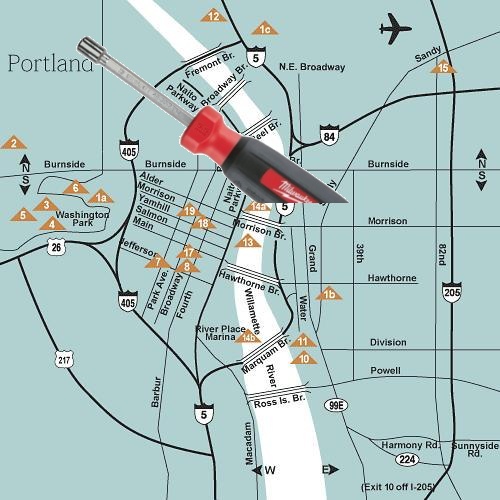 12
1c
Portland
Fremont Br.
5
Sandy
15
N.E. Broadway
Broadway Br.
Naito
Parkway
84
405
2
Burnside
Burnside
Burnside
N
S
N
S
Milwaukee
Alder
Morrison
Yamhill
Salmon
Main
Jefferson
6
1a
3
5
4
Washington
Park
26
19
18
14a
5
Morrison Br.
Morrison
13
17
7
8
Park Ave.
Broadway
Fourth
Grand
39th
82nd
Hawthorne Br.
Hawthorne
Water
1b
205
405
Willamette
River
River Place
Marina
14b
Marquam Br.
11
10
Division
Powell
217
Barbur
Ross Is. Br.
5
99E
Macadam
Harmony Rd.
Sunnyside
Rd.
224
W
E
(Exit 10 off I-205)